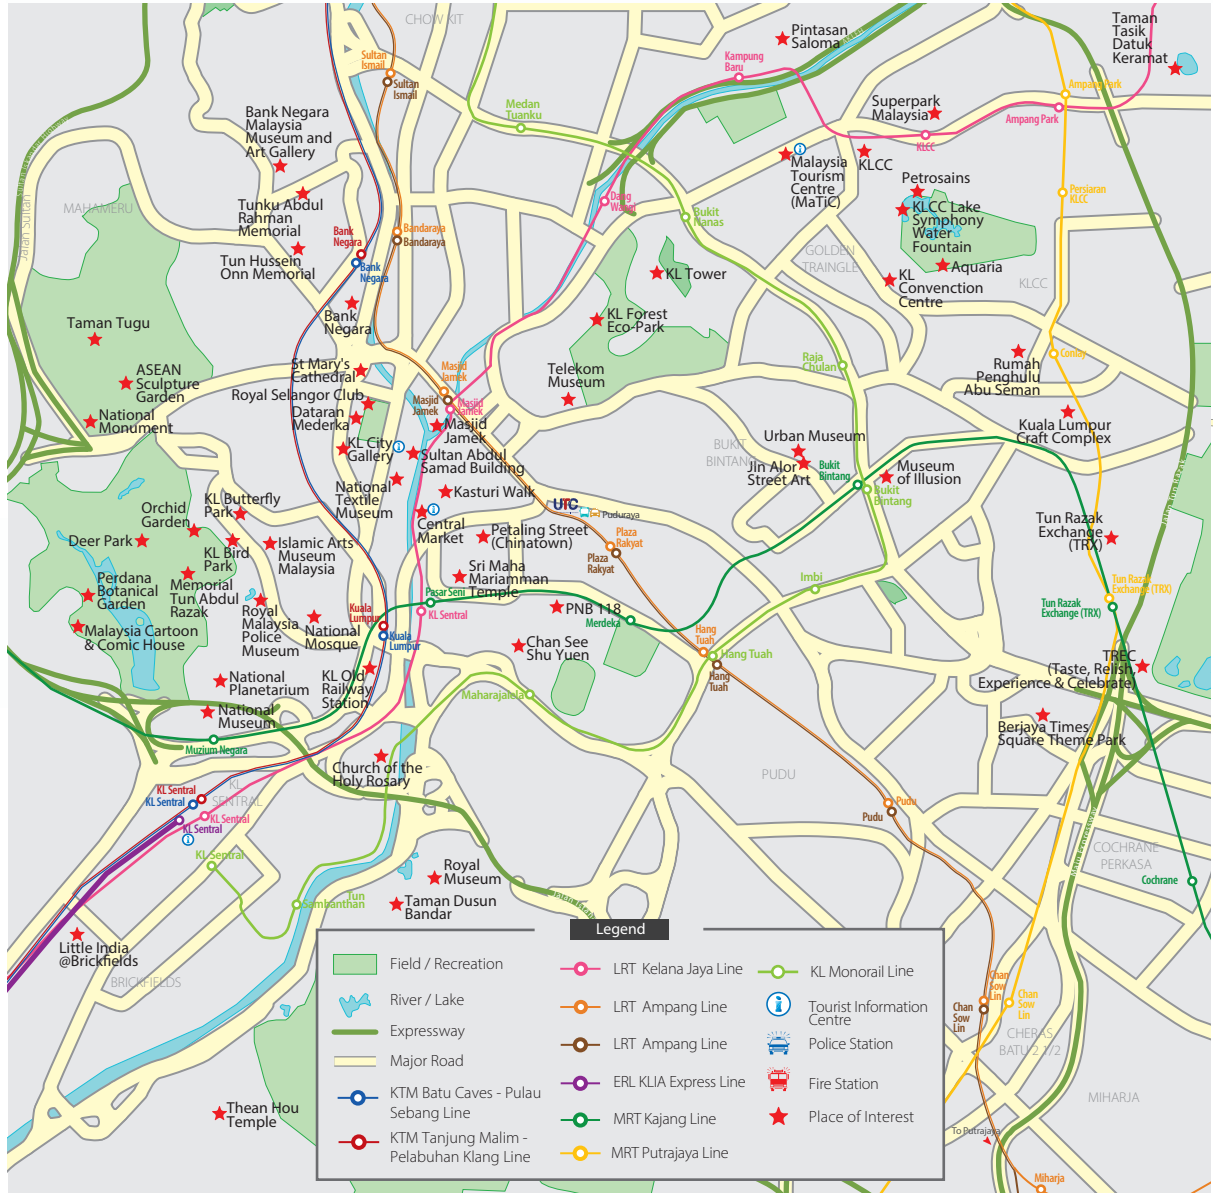 CHOW KIT
Pintasan
Saloma
Taman
Tasik
Datuk
Keramat
Sultan
Ismail
Sultan
Ismail
Kampung
Baru
Ampang Park
Ampang Park
Medan
Tuanku
Superpark
Malaysia
KLCC
KLCC
Bank Negara
Malaysia
Museum and
Art Gallery
Malaysia
Tourism
Centre
(MaTiC)
Petrosains
Persiaran
KLCC
KLCC Lake
Symphony
Water
Fountain
MAHAMERU
Jalan Sultan
Tunku Abdul
Rahman
Memorial
Dang
Wangi
Bukit
Nanas
Bank
Negara
Bandaraya
Bandaraya
Bank
Negara
Tun Hussein
Onn Memorial
GOLDEN
TRAINGLE
KL Tower
Aquaria
KL
Convenction
Centre
KLCC
Bank
Negara
KL Forest
Eco-Park
Taman Tugu
St Mary's
Cathedral
Masjid
Jamek
Masjid
Jamek
Masjid
Jamek
Telekom
Museum
Raja
Chulan
Conlay
Rumah
Penghulu
Abu Seman
ASEAN
Sculpture
Garden
Royal Selangor Club
Dataran
Mederka
Masjid
Jamek
National
Monument
KL City
Gallery
Sultan Abdul
Samad Building
BUKIT
BINTANG
Urban Museum
Jln Alor
Street Art
Bukit
Bintang
Bukit
Bintang
Museum
of Illusion
Kuala Lumpur
Craft Complex
National
Textile
Museum
Kasturi Walk
UTC
Puduraya
Jalan Tun Razak
KL Butterfly
Park
Orchid
Garden
Central
Market
Petaling Street
(Chinatown)
Plaza
Rakyat
Plaza
Rakyat
Tun Razak
Exchange
(TRX)
Deer Park
KL Bird
Park
Islamic Arts
Museum
Malaysia
Perdana
Botanical
Garden
Memorial
Tun Abdul
Razak
Sri Maha
Mariamman
Temple
Imbi
Tun Razak
Exchange (TRX)
Tun Razak
Exchange (TRX)
Pasar Seni
KL Sentral
PNB 118
Merdeka
Royal
Malaysia
Police
Museum
National
Mosque
Kuala
Lumpur
Kuala
Lumpur
Malaysia Cartoon
& Comic House
Chan See
Shu Yuen
Hang
Tuah
Hang Tuah
Hang
Tuah
TREC
(Taste, Relish,
Experience & Celebrate)
National
Planetarium
KL Old
Railway
Station
Maharajalela
National
Museum
Berjaya Times
Square Theme Park
Muzium Negara
Church of the
Holy Rosary
PUDU
KL Sentral
KL Sentral
KL
SENTRAL
KL Sentral
KL Sentral
Pudu
Pudu
KL Sentral
COCHRANE
PERKASA
Cochrane
Royal
Museum
Tun
Sambanthan
Taman Dusun
Bandar
Little India
@Brickfields
BRICKFIELDS
Chan
Sow
Lin
Chan
Sow
Lin
Chan
Sow
Lin
CHERAS
BATU 2 1/2
MIHARJA
Thean Hou
Temple
To Putrajaya
Miharja
Legend
Field / Recreation
River / Lake
Expressway
Major Road
KTM Batu Caves - Pulau
Sebang Line
KTM Tanjung Malim -
Pelabuhan Klang Line
LRT Kelana Jaya Line
LRT Ampang Line
LRT Ampang Line
ERL KLIA Express Line
MRT Kajang Line
MRT Putrajaya Line
KL Monorail Line
Tourist Information
Centre
Police Station
Fire Station
Place of Interest